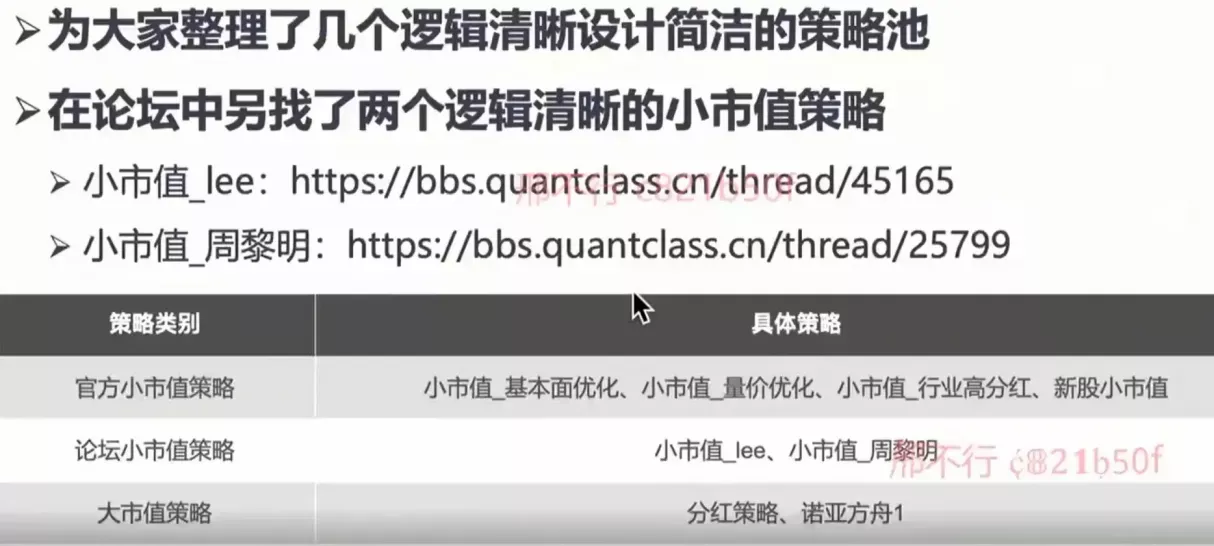 ➢为大家整理了几个逻辑清晰设计简洁的策略池
➢在论坛中另找了两个逻辑清晰的小市值策略
➢ 小市值_lee：https://bbs.quantclass.cn/thread/45165
邢不行 c821b50f
➢ 小市值_周黎明：https://bbs.quantclass.cn/thread/25799
策略类别 具体策略
官方小市值策略 小市值_基本面优化、小市值_量价优化、小市值_行业高分红、新股小市值
论坛小市值策略 小市值_lee、小市值_周黎明
邢不行 c821b50f
大市值策略 分红策略、诺亚方舟1